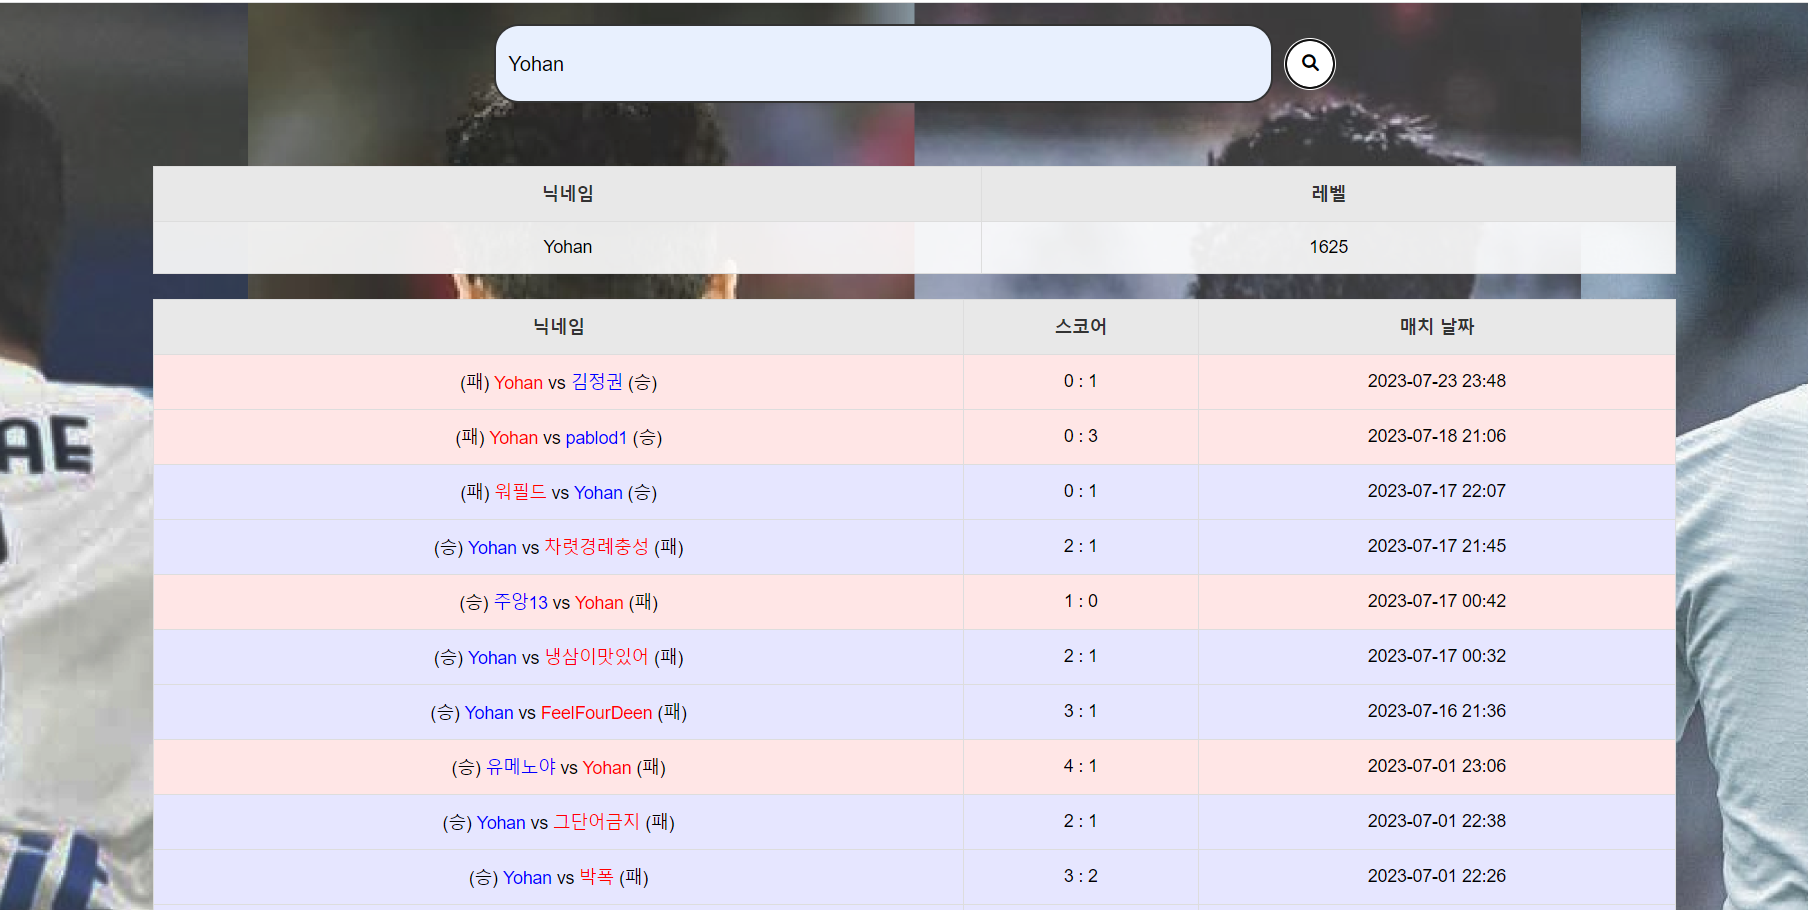 Yohan
닉네임 레벨
Yohan 1625
닉네임 스코어 매치 날짜
(패) Yohan vs 김정권 (승) 0 : 1 2023-07-23 23:48
(패) Yohan vs pablod1 (승) 0 : 3 2023-07-18 21:06
(패) 워필드 vs Yohan (승) 0 : 1 2023-07-17 22:07
(승) Yohan vs 차렷경례충성 (패) 2 : 1 2023-07-17 21:45
(승) 주앙13 vs Yohan (패) 1 : 0 2023-07-17 00:42
(승) Yohan vs 냉삼이맛있어 (패) 2 : 1 2023-07-17 00:32
(승) Yohan vs FeelFourDeen (패) 3 : 1 2023-07-16 21:36
(승) 유메노야 vs Yohan (패) 4 : 1 2023-07-01 23:06
(승) Yohan vs 그단어금지 (패) 2 : 1 2023-07-01 22:38
(승) Yohan vs 박폭 (패) 3 : 2 2023-07-01 22:26
AE